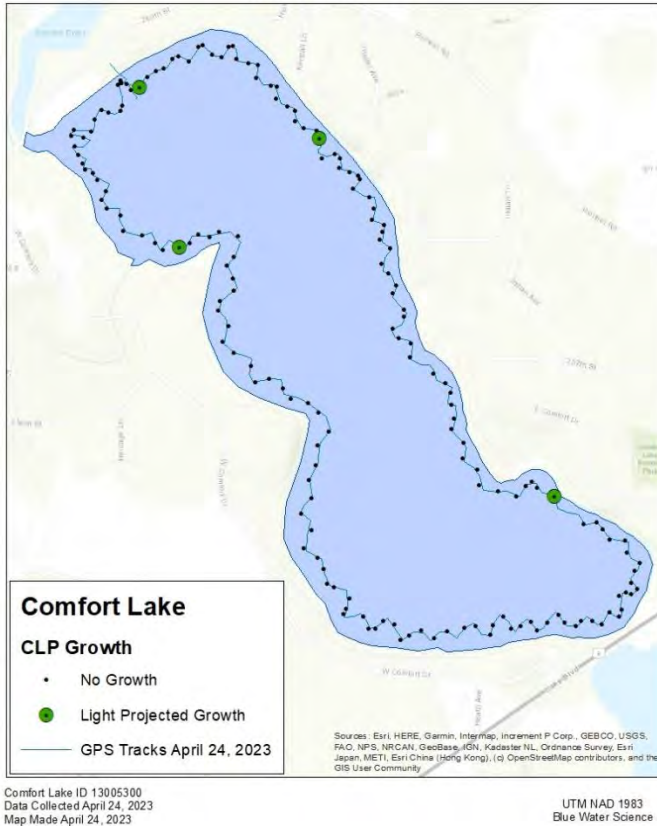 Comfort Lake
CLP Growth
No Growth
Light Projected Growth
GPS Tracks April 24, 2023
Sources: Esri, HERE, Garmin, Intermap, increment P Corp., GEBCO, USGS,
FAO, NPS, NRCAN, GeoBase, IGN, Kadaster NL, Ordnance Survey, Esri
Japan, METI, Esri China (Hong Kong), (c) OpenStreetMap contributors, and the
GIS User Community
Comfort Lake ID 13005300
Data Collected April 24, 2023
Map Made April 24, 2023
UTM NAD 1983
Blue Water Science